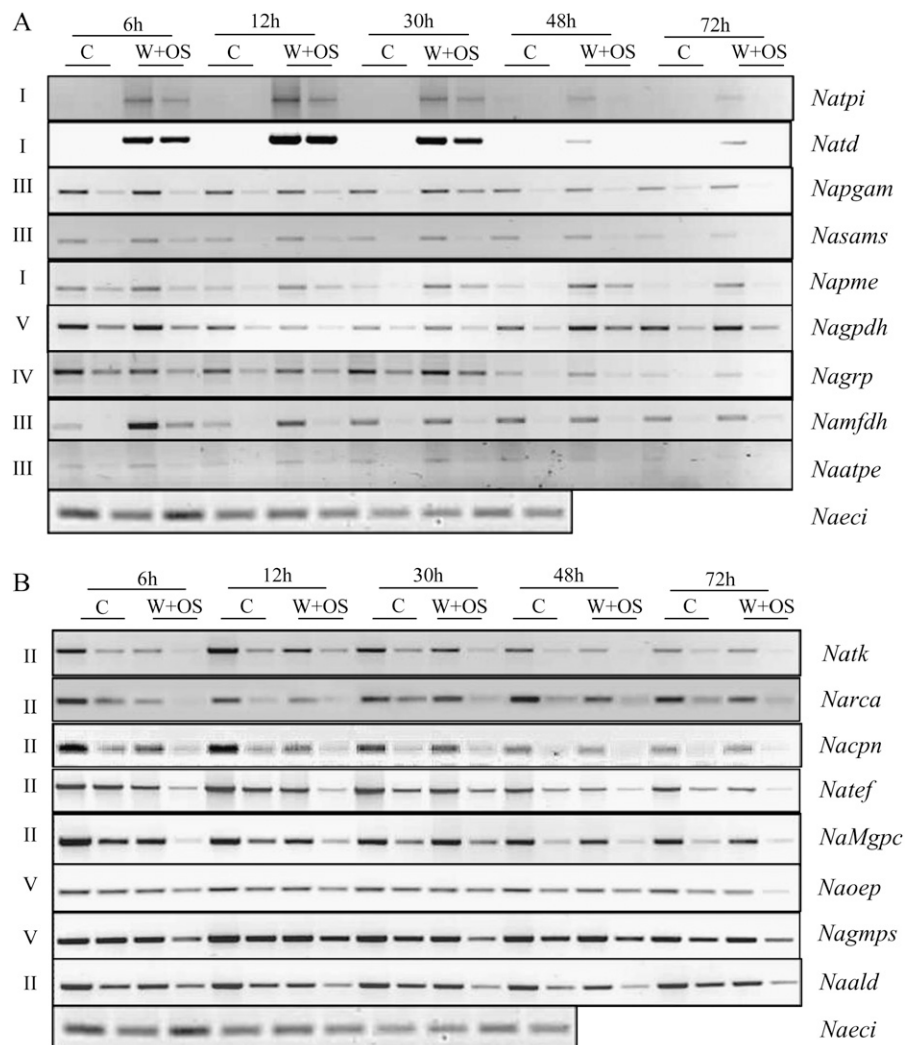 A
6h 12h 30h 48h 72h
C W+OS C W+OS C W+OS C W+OS C W+OS
I Natpi
I Natd
III Napgam
III Nasams
I Napme
V Nagpdh
IV Nagrp
III Namfdh
III Naatpe
Naeci
B
6h 12h 30h 48h 72h
C W+OS C W+OS C W+OS C W+OS C W+OS
II Natk
II Narca
II Nacpn
II Natef
II NaMgpc
V Naoep
V Nagmps
II Naald
Naeci